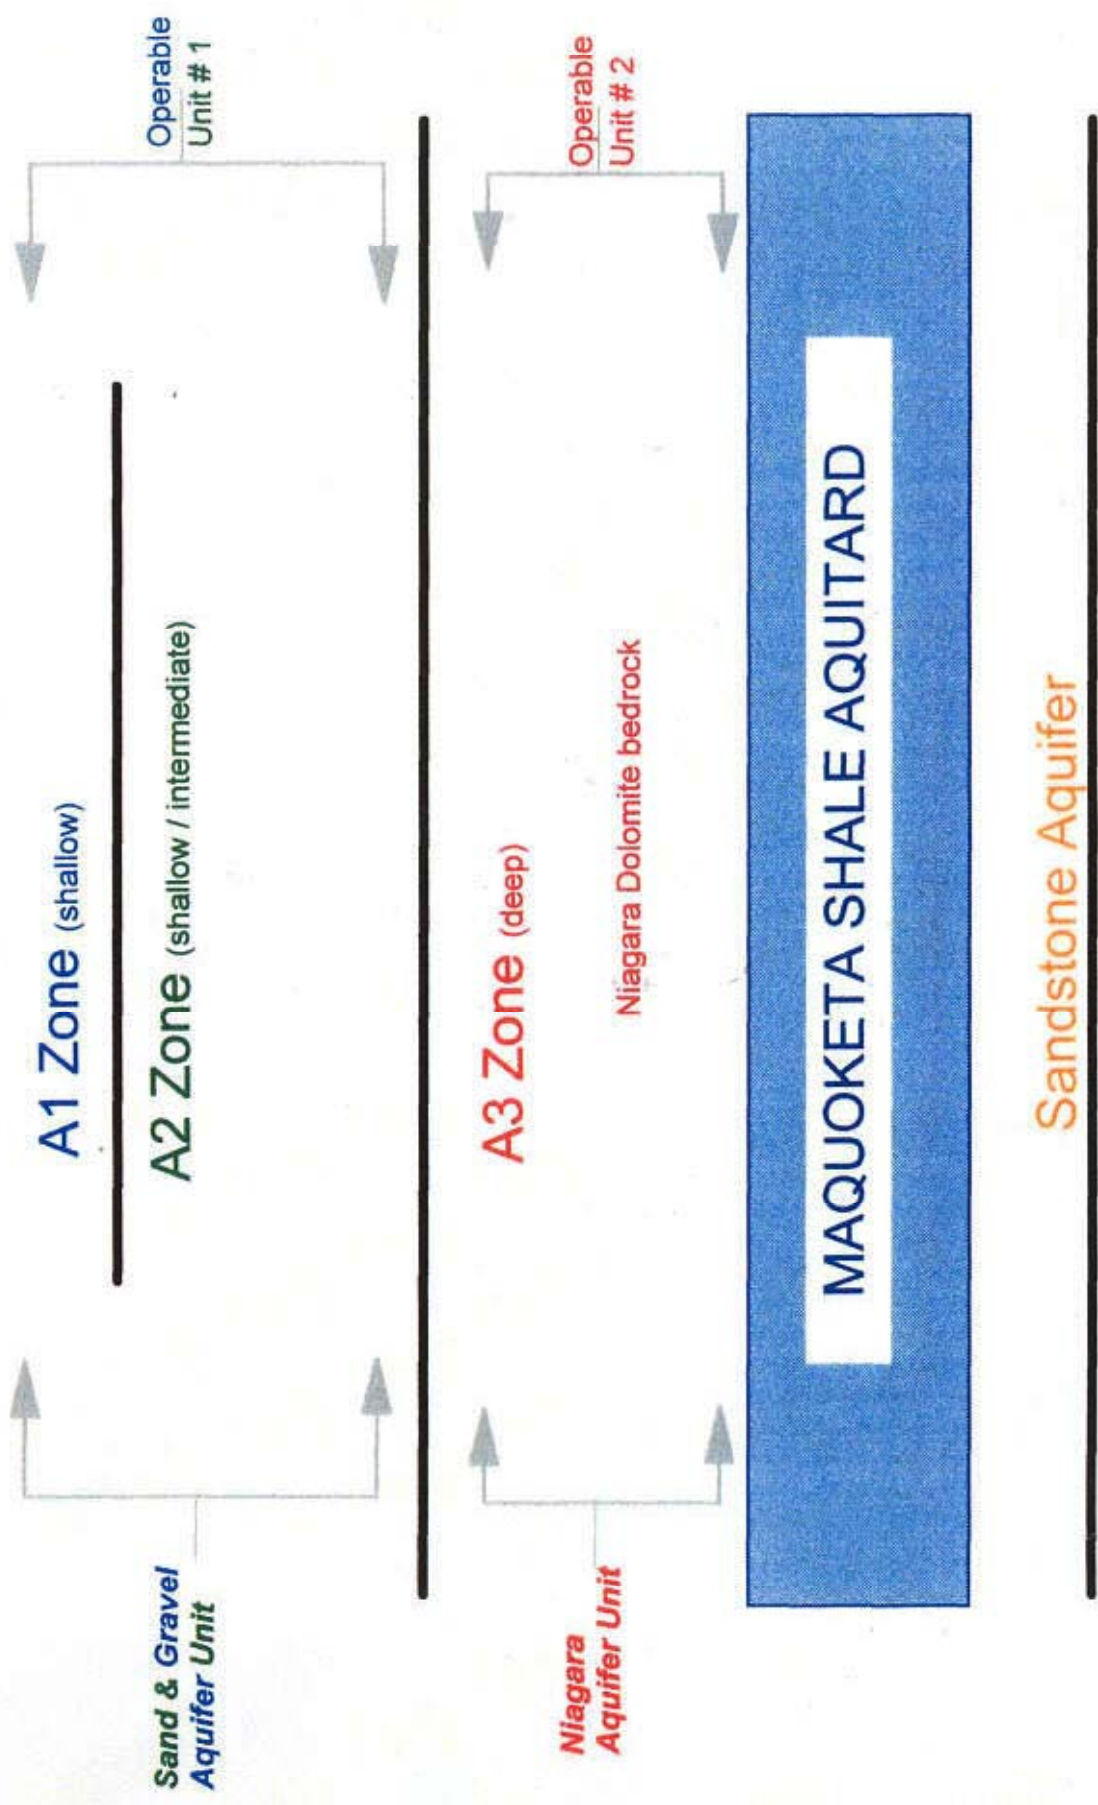 A1 Zone (shallow)
Operable
Unit # 1
A2 Zone (shallow / intermediate)
Sand & Gravel
Aquifer Unit
A3 Zone (deep)
Operable
Unit # 2
Niagara
Aquifer Unit
Niagara Dolomite bedrock
MAQUOKETA SHALE AQUITARD
Sandstone Aquifer